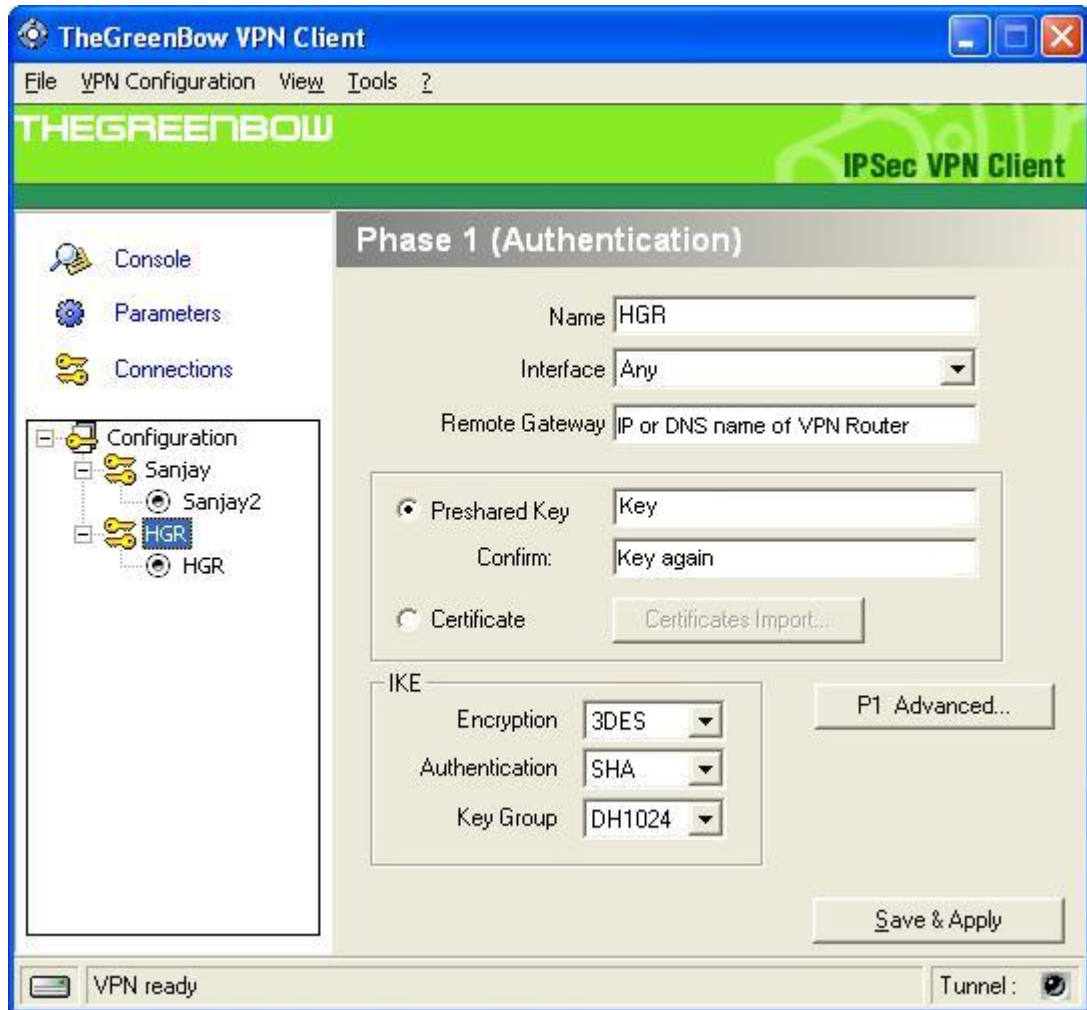 TheGreenBow VPN Client
File VPN Configuration View Tools ?
THEGREENBOW
IPSec VPN Client
Console
Parameters
Connections
Configuration
Sanjay
Sanjay2
HGR
HGR
Phase 1 (Authentication)
Name HGR
Interface Any
Remote Gateway IP or DNS name of VPN Router
Preshared Key Key
Confirm: Key again
Certificate Certificates Import...
IKE
Encryption 3DES
Authentication SHA
Key Group DH1024
P1 Advanced...
Save & Apply
VPN ready Tunnel :